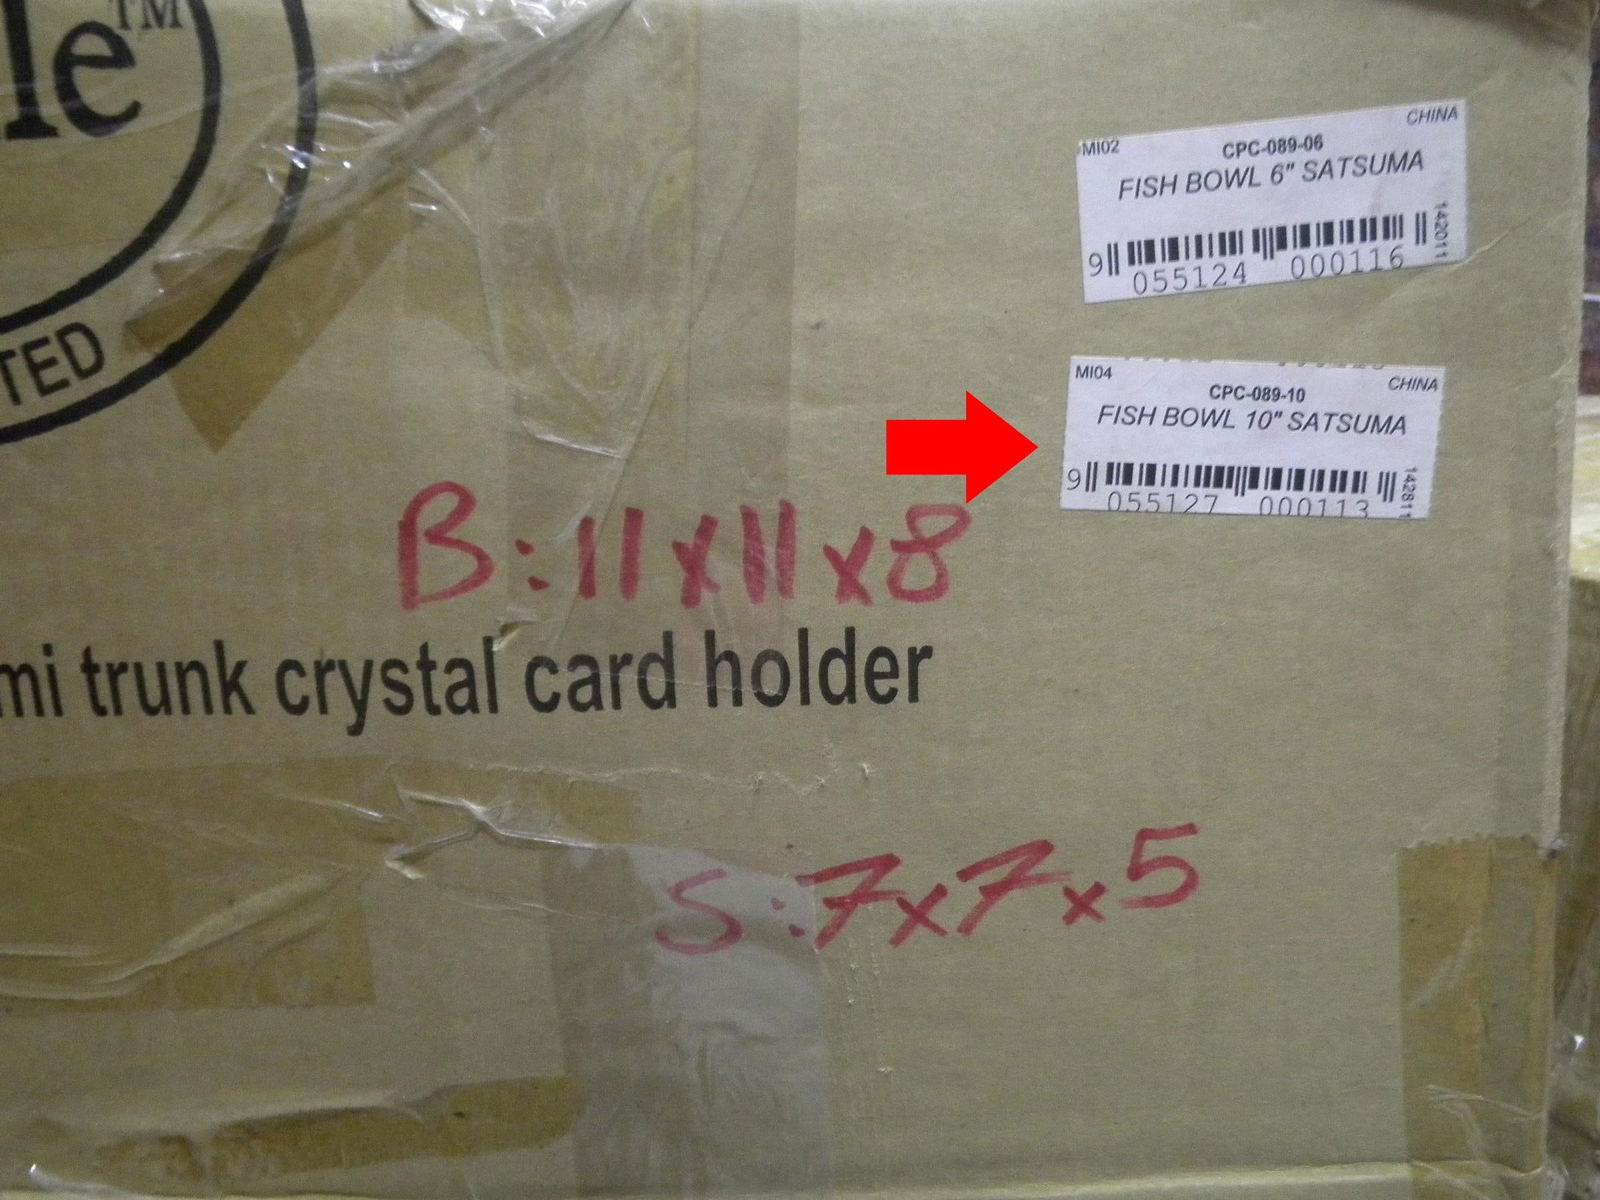 le™
TED
MI02
CHINA
CPC-089-06
FISH BOWL 6" SATSUMA
142011
9 055124 000116
MI04
CHINA
CPC-089-10
FISH BOWL 10" SATSUMA
142811
9 055127 000113
B:11x11x8
mi trunk crystal card holder
S:7x7x5